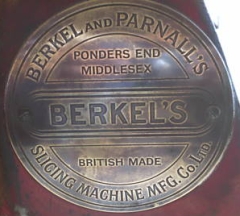 BERKEL AND PARNALL'S
PONDERS END
MIDDLESEX
BERKEL'S
BRITISH MADE
SLICING MACHINE MFG. CO LTD.